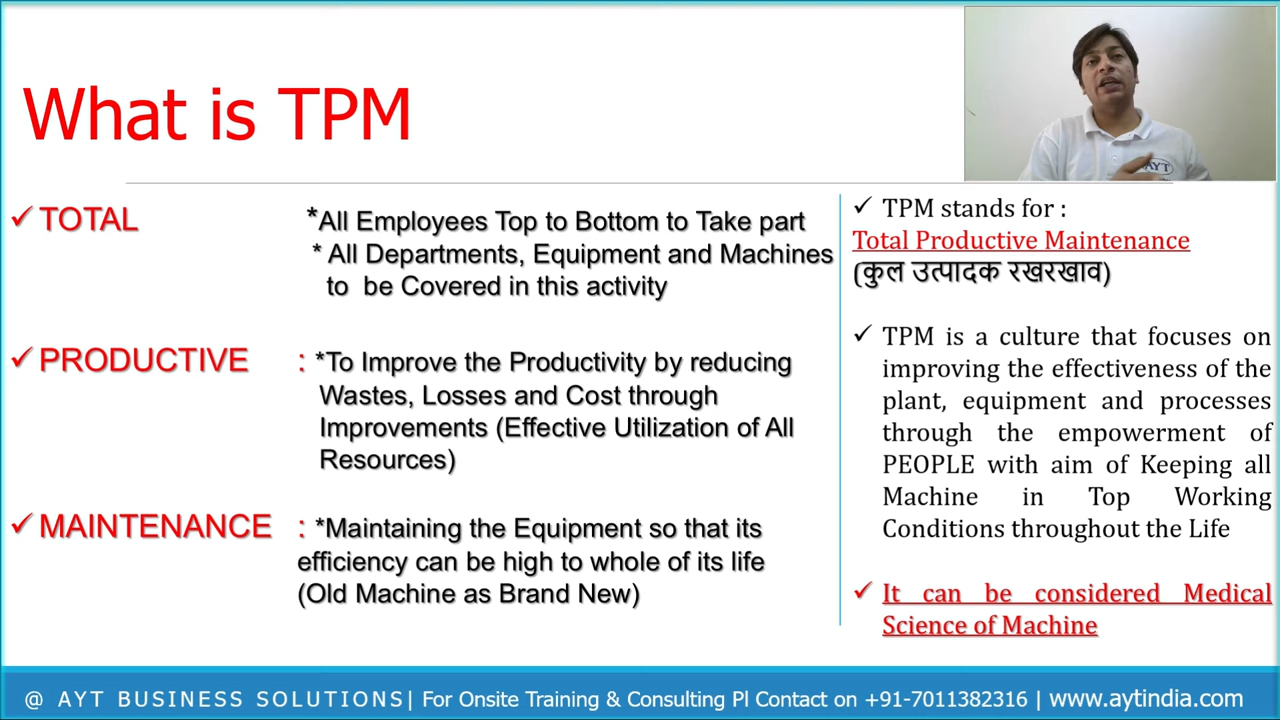 What is TPM
AYT
✓ TOTAL
*All Employees Top to Bottom to Take part
* All Departments, Equipment and Machines
to be Covered in this activity
✓ PRODUCTIVE : *To Improve the Productivity by reducing
Wastes, Losses and Cost through
Improvements (Effective Utilization of All
Resources)
✓ MAINTENANCE : *Maintaining the Equipment so that its
efficiency can be high to whole of its life
(Old Machine as Brand New)
✓ TPM stands for :
Total Productive Maintenance
(कुल उत्पादक रखरखाव)
✓ TPM is a culture that focuses on
improving the effectiveness of the
plant, equipment and processes
through the empowerment of
PEOPLE with aim of Keeping all
Machine in Top Working
Conditions throughout the Life
✓ It can be considered Medical
Science of Machine
@ AYT BUSINESS SOLUTIONS| For Onsite Training & Consulting Pl Contact on +91-7011382316 | www.aytindia.com